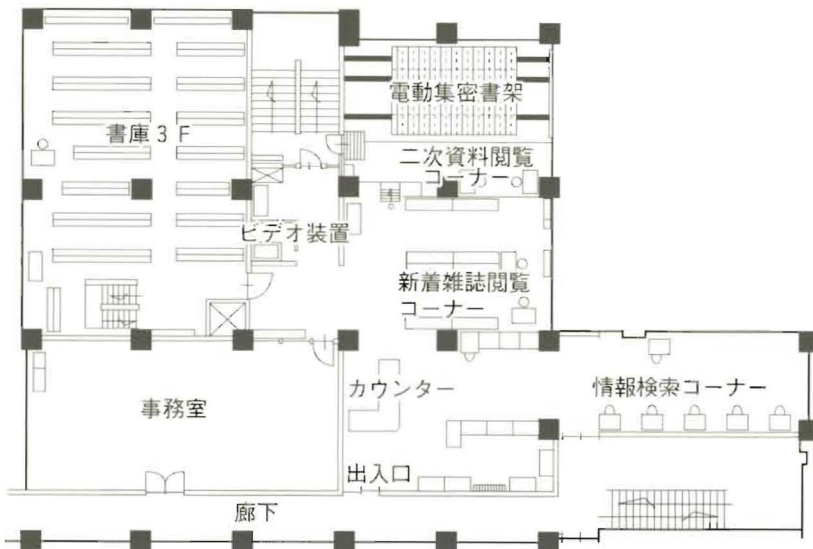 電動集密書架
書庫3F
二次資料閲覧
コーナー
ビデオ装置
新着雑誌閲覧
コーナー
カウンター
情報検索コーナー
事務室
出入口
廊下